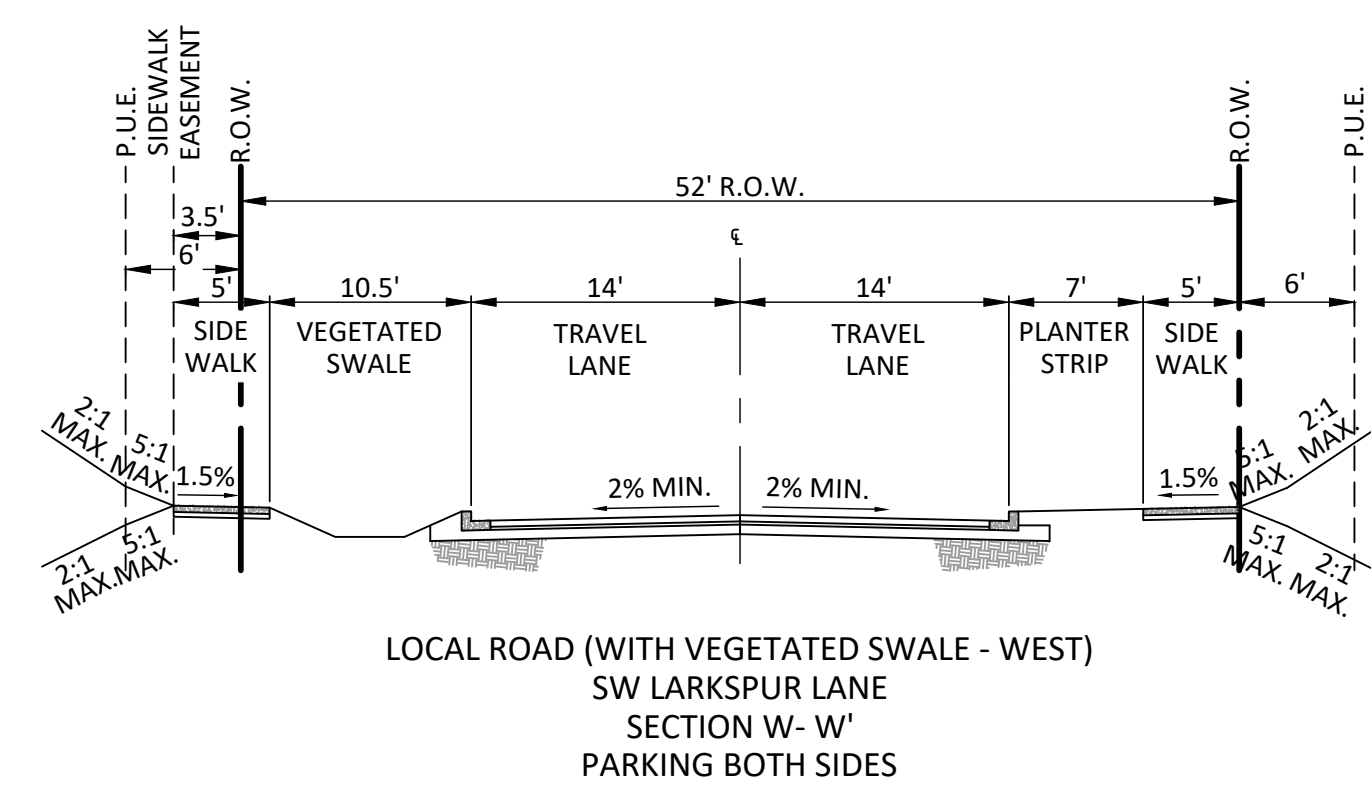 P.U.E.
SIDEWALK
EASEMENT
R.O.W.
R.O.W.
P.U.E.
52' R.O.W.
3.5'
6'
℄
5'
10.5'
14'
14'
7'
5'
6'
SIDE
WALK
VEGETATED
SWALE
TRAVEL
LANE
TRAVEL
LANE
PLANTER
STRIP
SIDE
WALK
2:1
MAX.
5:1
MAX.
1.5%
2% MIN.
2% MIN.
1.5%
5:1
MAX.
2:1
MAX.
2:1
MAX.
5:1
MAX.
5:1
MAX.
2:1
MAX.
LOCAL ROAD (WITH VEGETATED SWALE - WEST)
SW LARKSPUR LANE
SECTION W- W'
PARKING BOTH SIDES